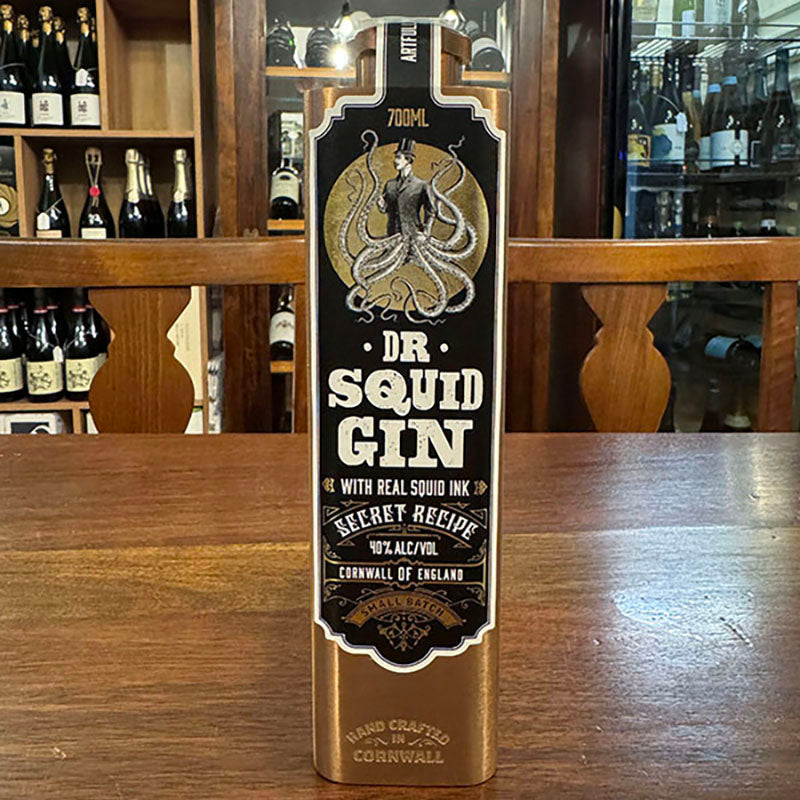 ARTFUL
700ML
· DR ·
SQUID
GIN
WITH REAL SQUID INK
SECRET RECIPE
40% ALC/VOL
CORNWALL OF ENGLAND
SMALL BATCH
HAND CRAFTED
IN
CORNWALL